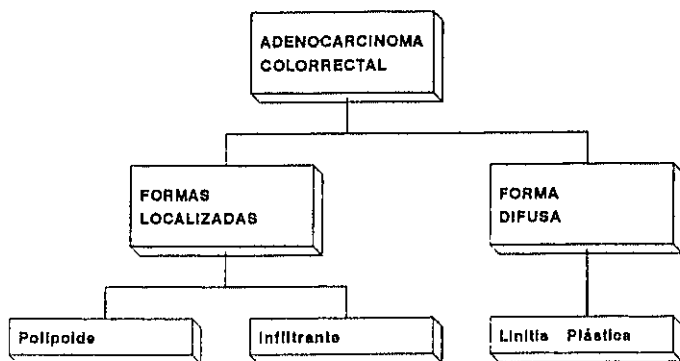 ADENOCARCINOMA
COLORRECTAL
FORMAS
LOCALIZADAS
FORMA
DIFUSA
Polipoide
Infiltrante
Linitis Plástica